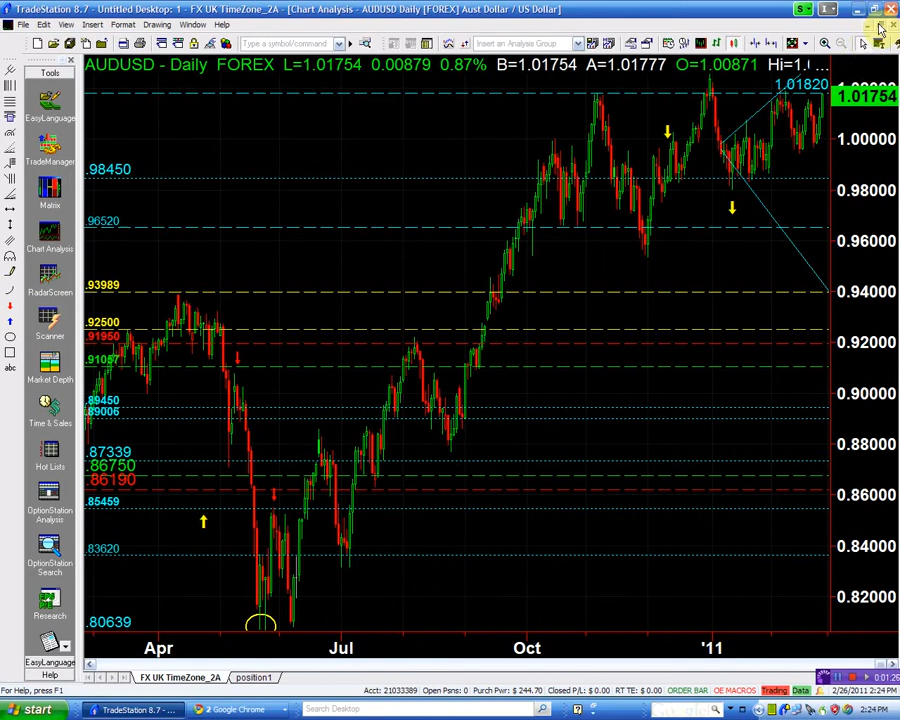 TradeStation 8.7 - Untitled Desktop: 1 - FX UK TimeZone_2A - [Chart Analysis - AUDUSD Daily [FOREX] Aust Dollar / US Dollar]
File Edit View Insert Format Drawing Window Help
Type a symbol/command
Insert an Analysis Group
Tools
EasyLanguage
TradeManager
Matrix
Chart Analysis
RadarScreen
Scanner
Market Depth
Time & Sales
Hot Lists
OptionStation
Analysis
OptionStation
Search
Research
EasyLanguage
Help
abc
AUDUSD - Daily FOREX L=1.01754 0.00879 0.87% B=1.01754 A=1.01777 O=1.00871 Hi=1. ...
1.01820
1.01754
1.00000
.98450
0.98000
.96520
0.96000
.93989
0.94000
.92500
.91950
0.92000
.91057
0.90000
.89450
.89006
0.88000
.87339
.86750
.86190
0.86000
.85459
.83620
0.84000
0.82000
.80639
Apr Jul Oct '11
FX UK TimeZone_2A position1
00:01:26
For Help, press F1
Acct: 21033389 Open Psns: 0 Purch Pwr: $ 244.70 Closed P/L: $ 0.00 RT TE: $ 0.00 ORDER BAR OE MACROS Trading Data 2/26/2011 2:24 PM
start TradeStation 8.7 - ... 2 Google Chrome Search Desktop Google 2:24 PM